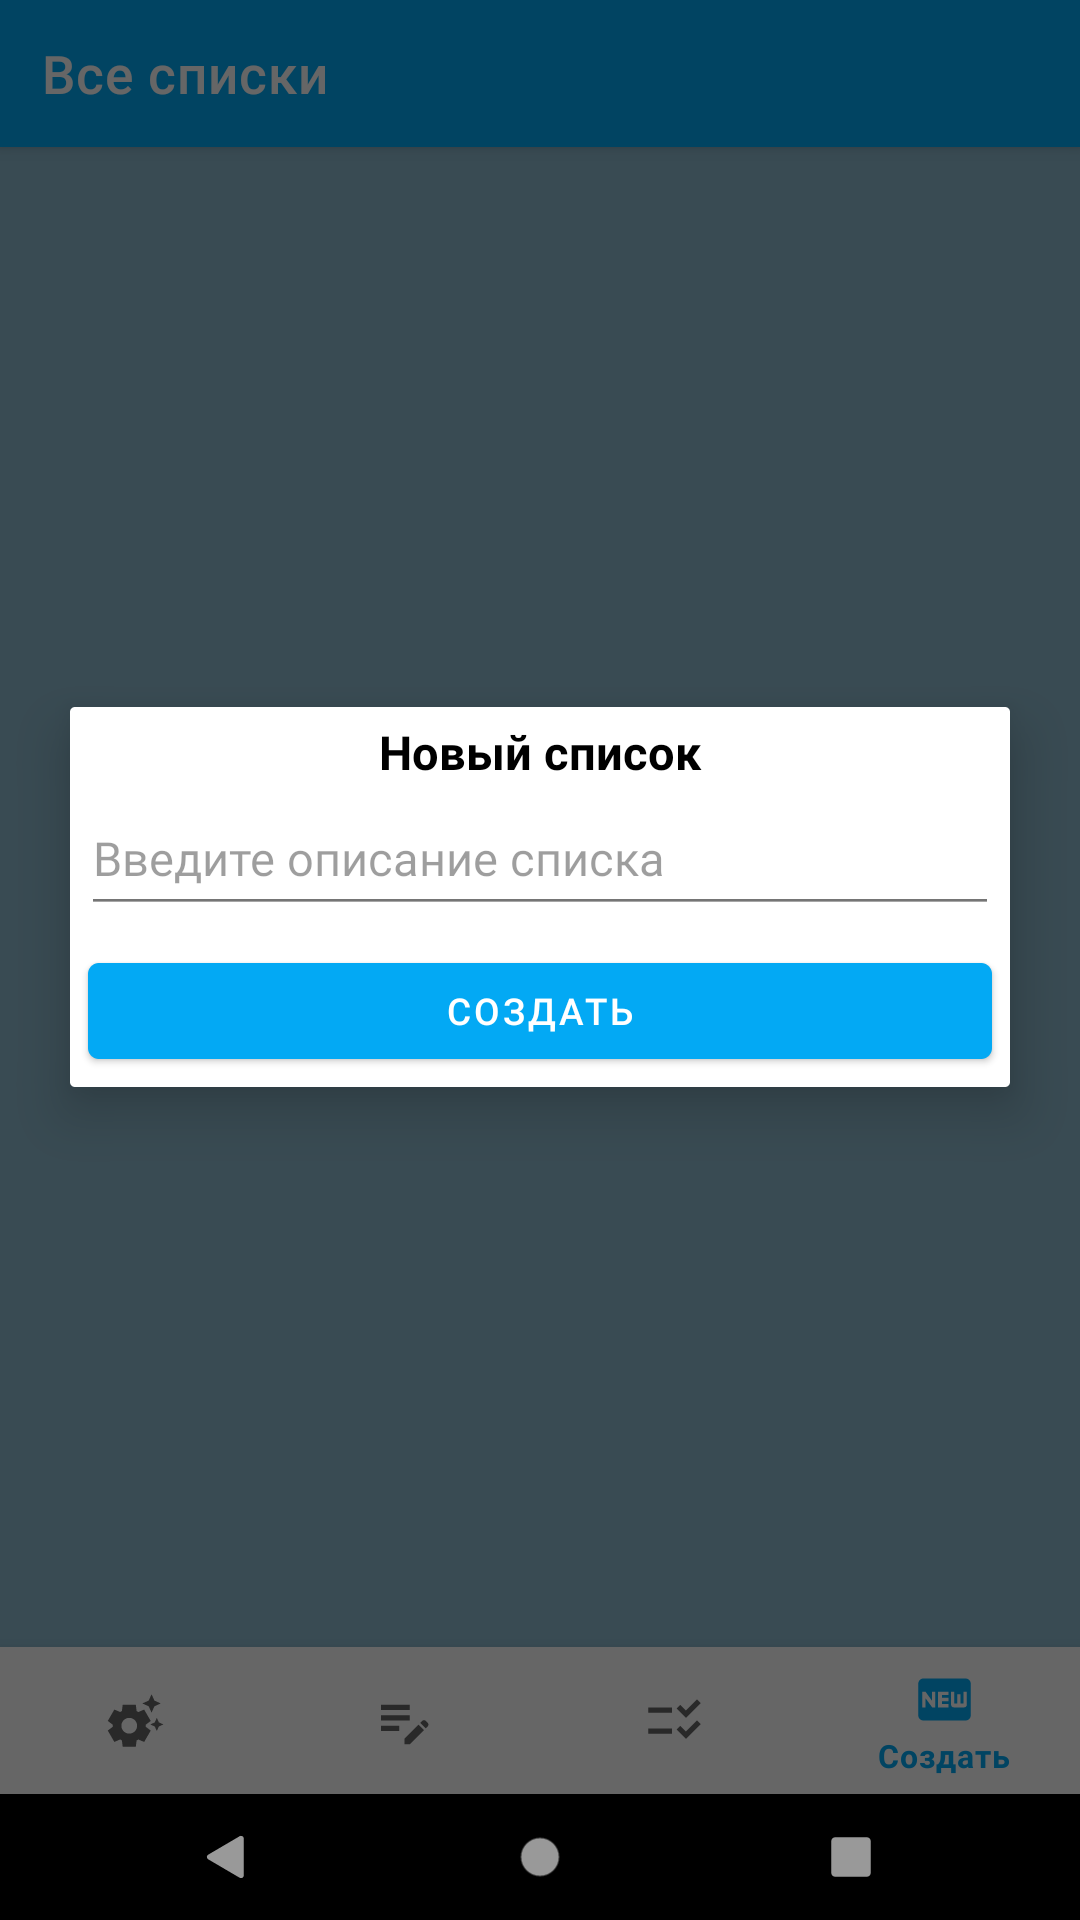 Все списки
Новый список
Введите описание списка
СОЗДАТЬ
NEW
Создать